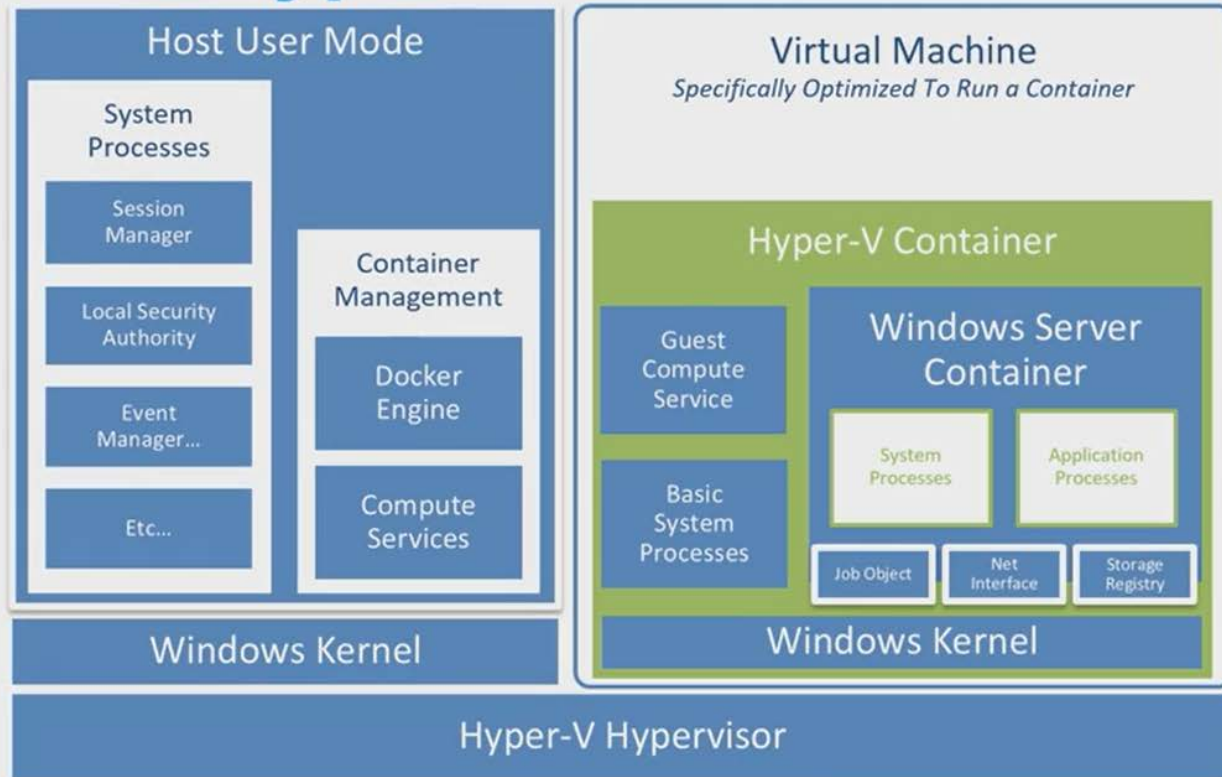 Host User Mode
System
Processes
Session
Manager
Local Security
Authority
Event
Manager...
Etc...
Container
Management
Docker
Engine
Compute
Services
Windows Kernel
Virtual Machine
Specifically Optimized To Run a Container
Hyper-V Container
Guest
Compute
Service
Basic
System
Processes
Windows Server
Container
System
Processes
Application
Processes
Job Object
Net
Interface
Storage
Registry
Windows Kernel
Hyper-V Hypervisor